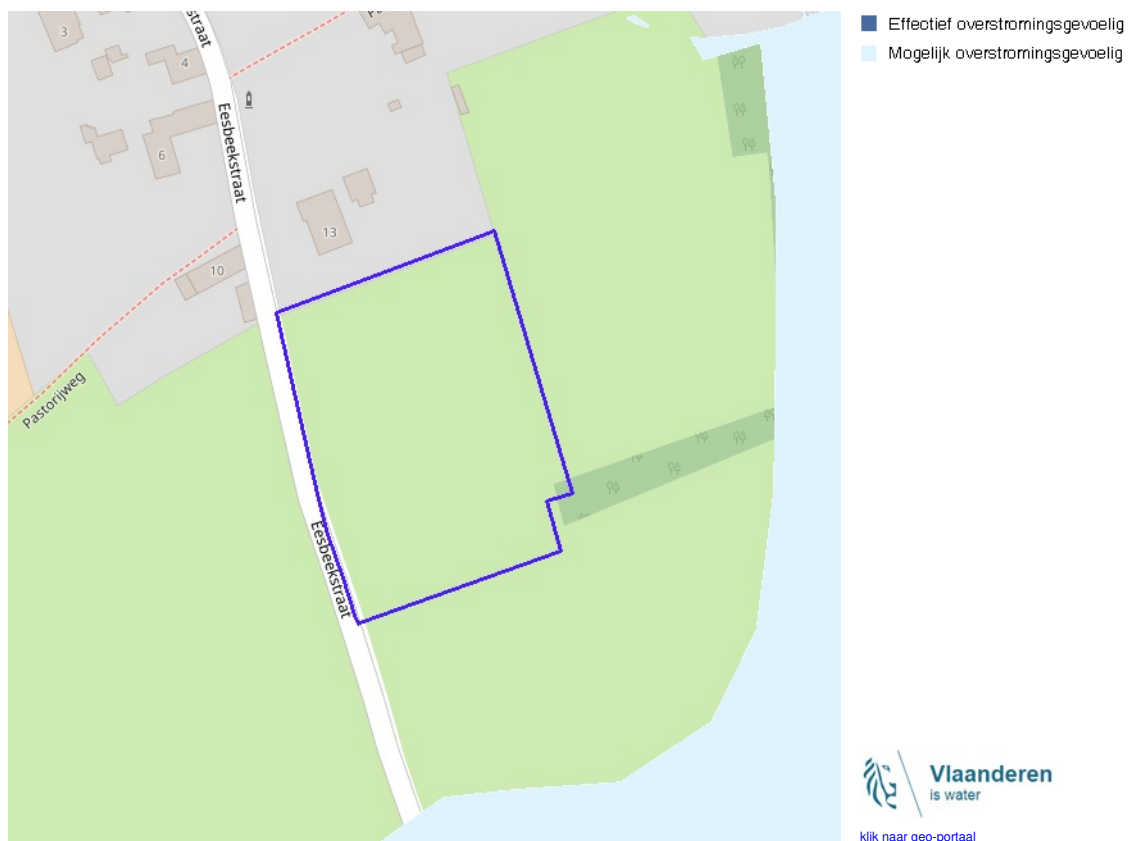 straat
3
4
Eesbeekstraat
6
13
10
Pastorijweg
Eesbeekstraat
Effectief overstromingsgevoelig
Mogelijk overstromingsgevoelig
Vlaanderen
is water
klik naar geo-portaal